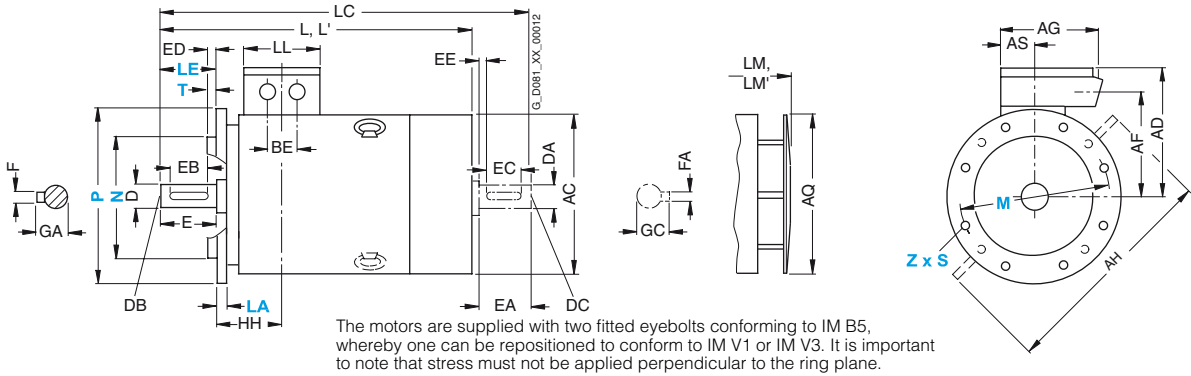 LC
L, L'
ED
LL
LE
EE
T
G_D081_XX_00012
LM,
LM'
AG
AS
BE
EB
F
P
N
D
E
GA
DB
LA
HH
EC
DA
AC
EA
DC
FA
GC
AQ
AF
AD
M
Z x S
AH
The motors are supplied with two fitted eyebolts conforming to IM B5,
whereby one can be repositioned to conform to IM V1 or IM V3. It is important
to note that stress must not be applied perpendicular to the ring plane.